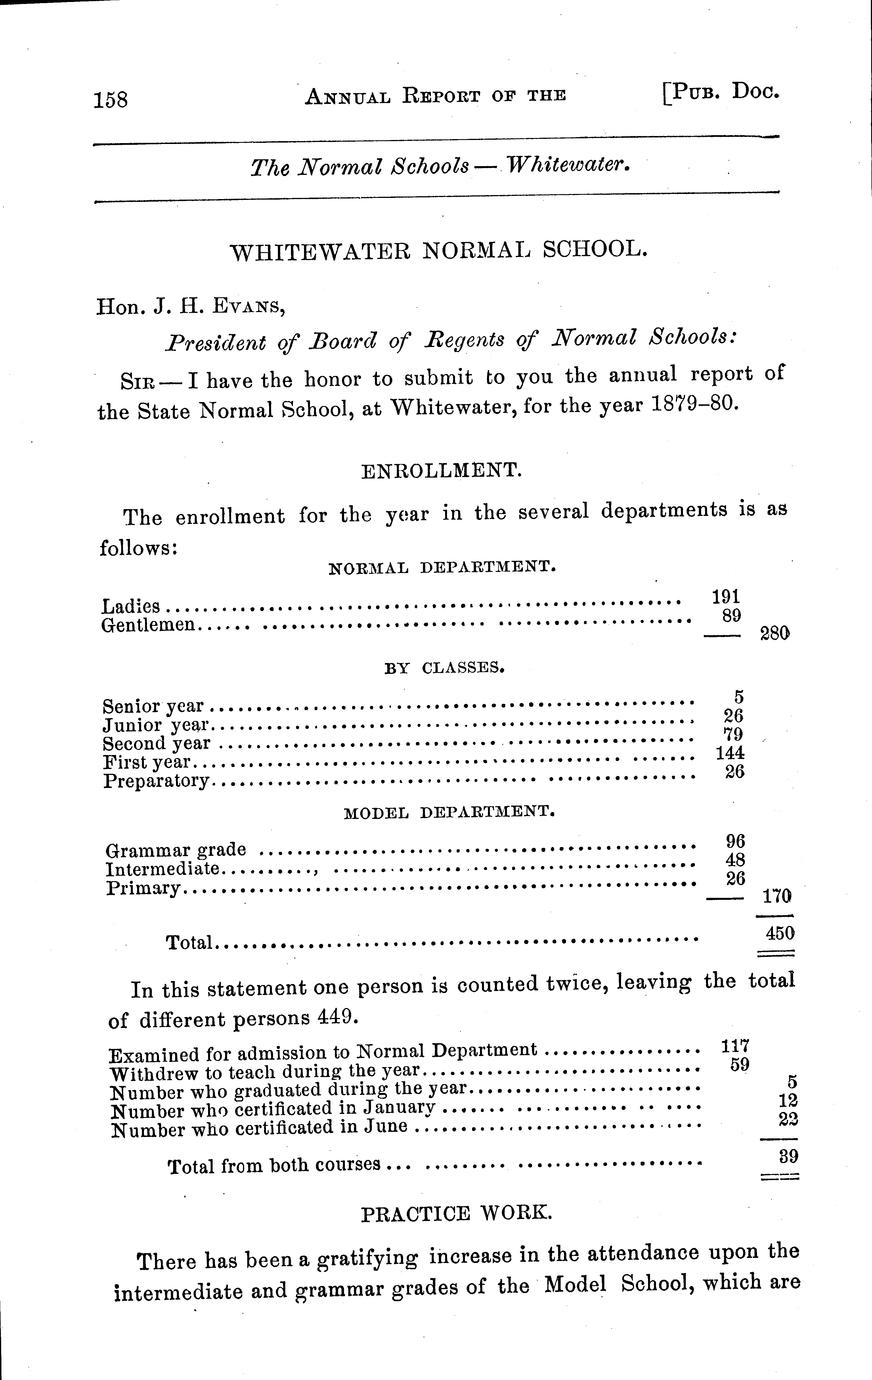 158 ANNUAL REPORT OF THE [PUB. DOC.
The Normal Schools — Whitewater.
WHITEWATER NORMAL SCHOOL.
Hon. J. H. EVANS,
President of Board of Regents of Normal Schools:
SIR — I have the honor to submit to you the annual report of
the State Normal School, at Whitewater, for the year 1879–80.
ENROLLMENT.
The enrollment for the year in the several departments is as
follows:
NORMAL DEPARTMENT.
Ladies ........................................................ 191
Gentlemen...................................................... 89
280
BY CLASSES.
Senior year .................................................... 5
Junior year.................................................... 26
Second year ................................................... 79
First year..................................................... 144
Preparatory.................................................... 26
MODEL DEPARTMENT.
Grammar grade ................................................ 96
Intermediate.........., ....................................... 48
Primary........................................................ 26
170
Total.................................................... 450
In this statement one person is counted twice, leaving the total
of different persons 449.
Examined for admission to Normal Department ................. 117
Withdrew to teach during the year.............................. 59
Number who graduated during the year......................... 5
Number who certificated in January ....... ............ .. .... 12
Number who certificated in June ............................... 22
Total from both courses ... ......... .................... 39
PRACTICE WORK.
There has been a gratifying increase in the attendance upon the
intermediate and grammar grades of the Model School, which are